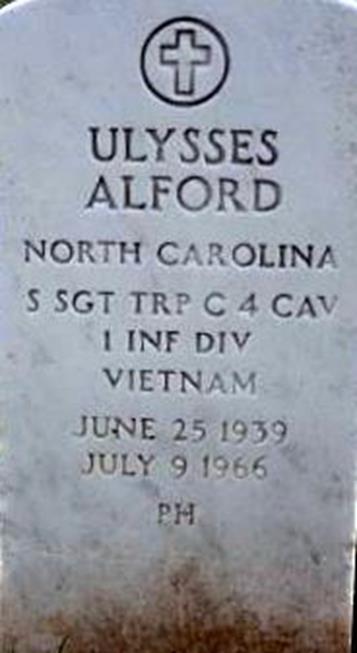 ULYSSES
ALFORD
NORTH CAROLINA
S SGT TRP C 4 CAV
1 INF DIV
VIETNAM
JUNE 25 1939
JULY 9 1966
PH